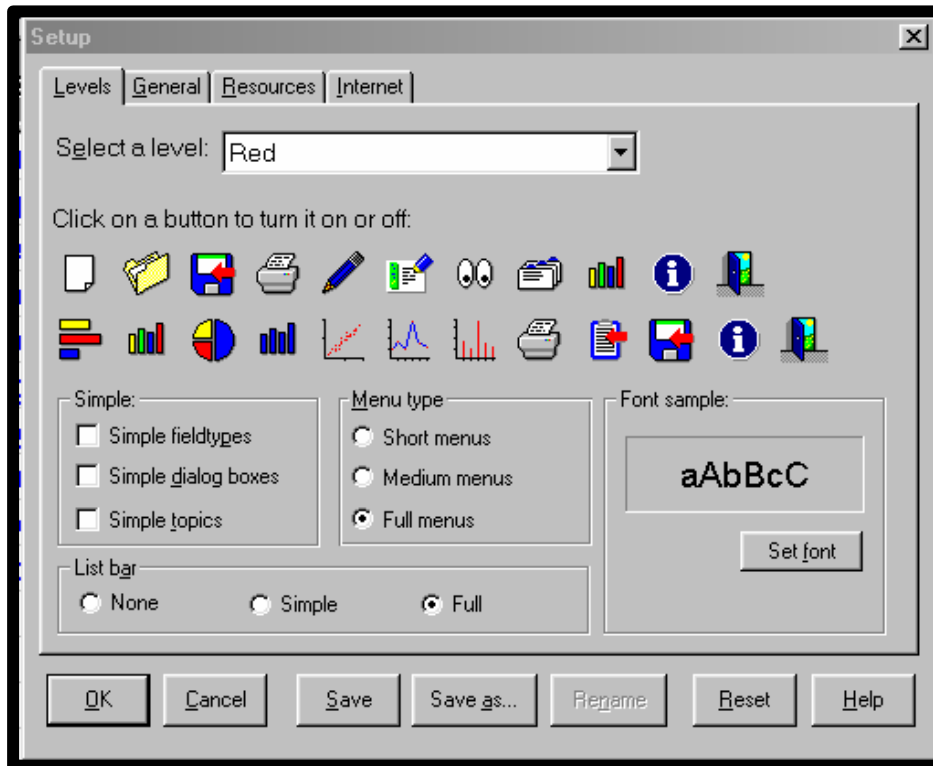 Setup
Levels General Resources Internet
Select a level: Red
Click on a button to turn it on or off:
Simple: Menu type Font sample:
Simple fieldtypes Short menus
Simple dialog boxes Medium menus aAbBcC
Simple topics Full menus
Set font
List bar
None Simple Full
OK Cancel Save Save as... Rename Reset Help